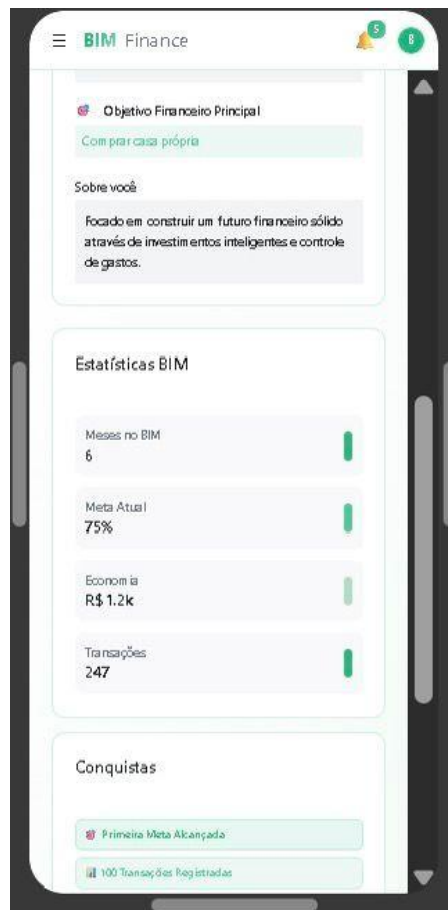 BIM Finance
5
B
Objetivo Financeiro Principal
Comprar casa própria
Sobre você
Focado em construir um futuro financeiro sólido
através de investimentos inteligentes e controle
de gastos.
Estatísticas BIM
Meses no BIM
6
Meta Atual
75%
Economia
R$ 1.2k
Transações
247
Conquistas
Primeira Meta Alcançada
100 Transações Registradas